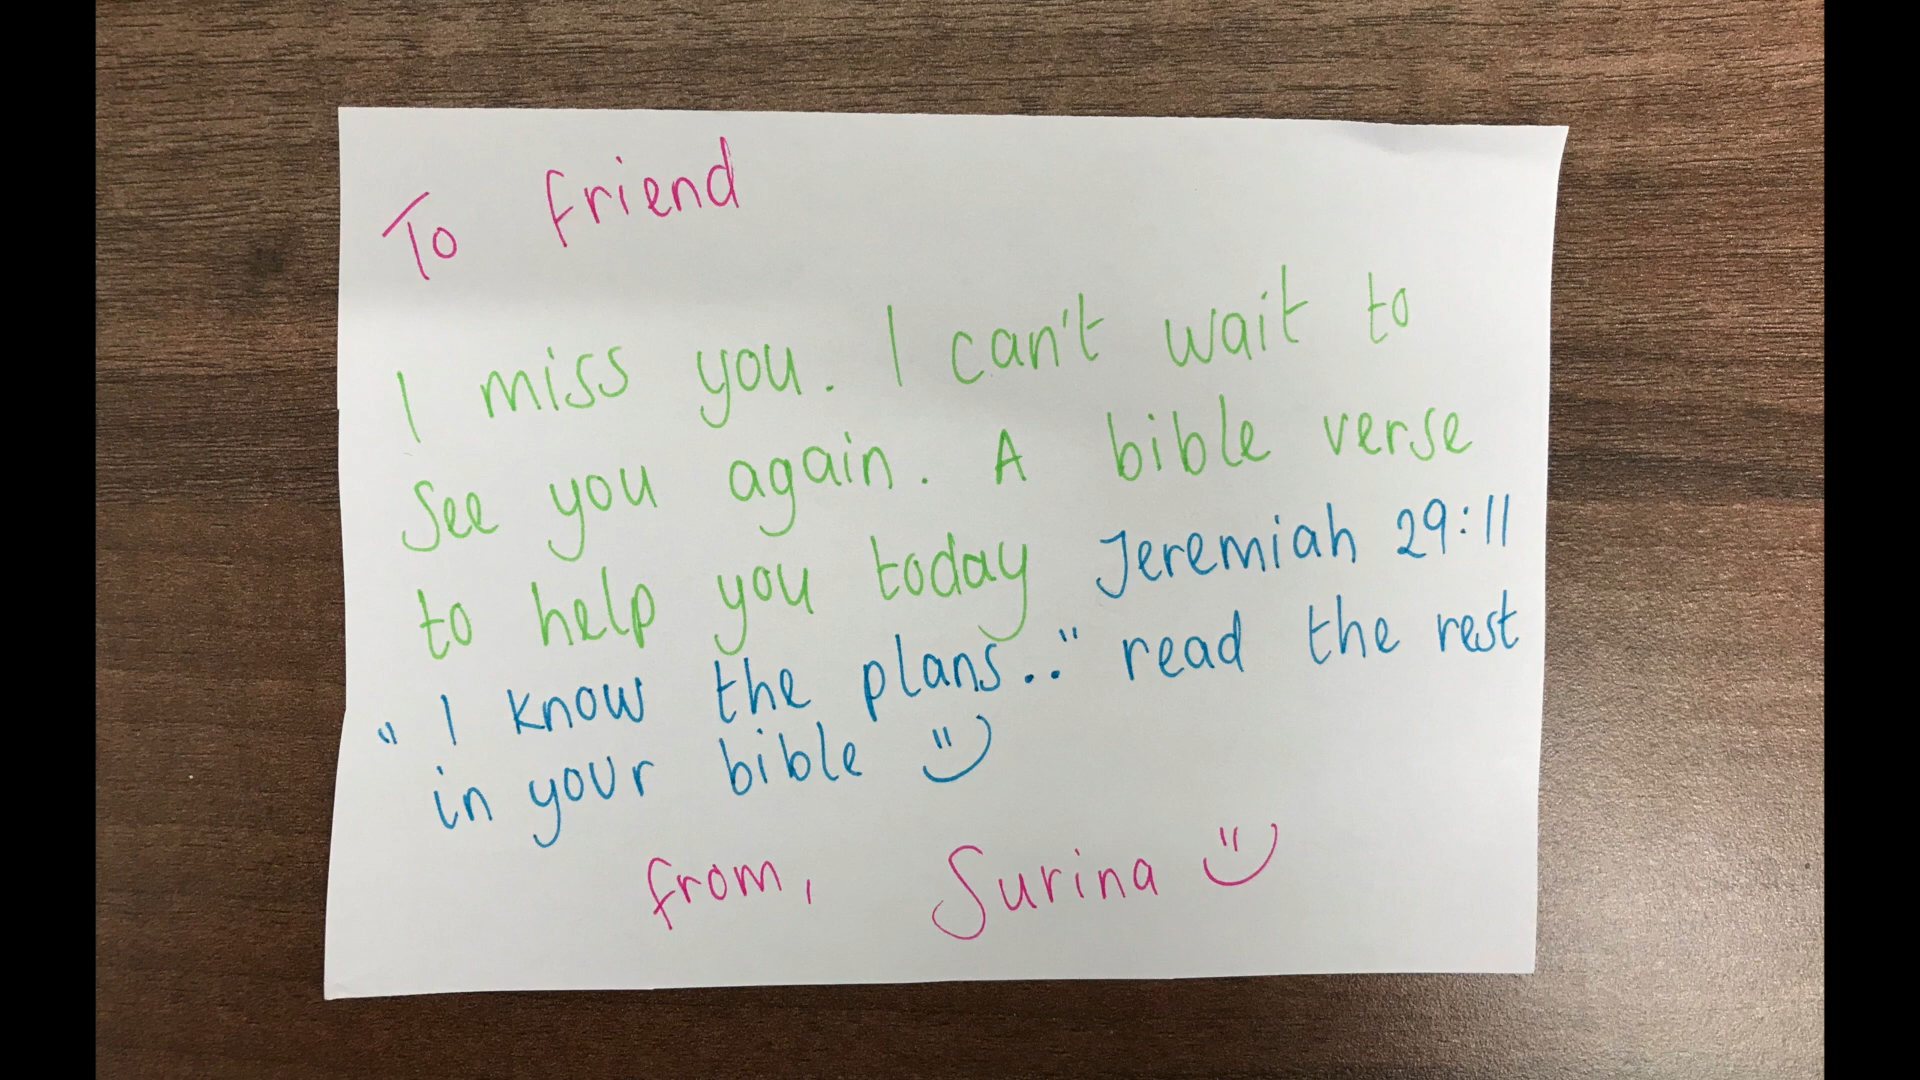 To friend
I miss you. I can't wait to
see you again. A bible verse
to help you today Jeremiah 29:11
"I know the plans.." read the rest
in your bible
from, Surina